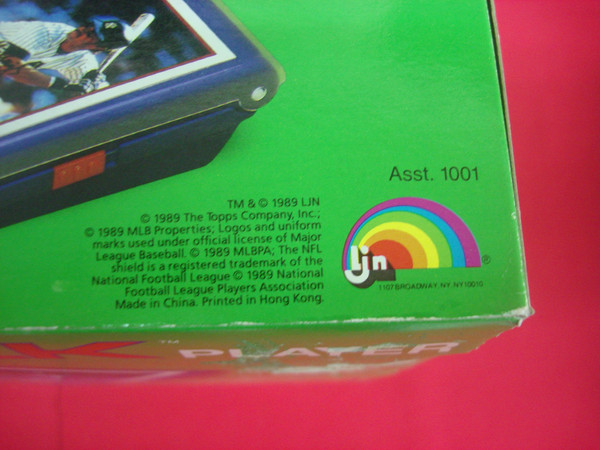 Asst. 1001
TM & © 1989 LJN
© 1989 The Topps Company, Inc.;
© 1989 MLB Properties; Logos and uniform
marks used under official license of Major
League Baseball. © 1989 MLBPA; The NFL
shield is a registered trademark of the
National Football League © 1989 National
Football League Players Association
Made in China. Printed in Hong Kong.
ljn ®
1107 BROADWAY, NY, NY 10010
K™ PLAYER